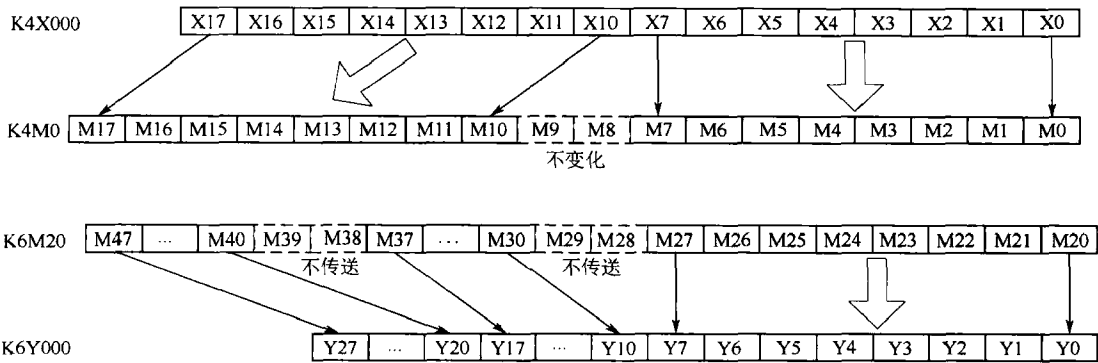 K4X000 X17 X16 X15 X14 X13 X12 X11 X10 X7 X6 X5 X4 X3 X2 X1 X0
K4M0 M17 M16 M15 M14 M13 M12 M11 M10 M9 M8 M7 M6 M5 M4 M3 M2 M1 M0
不变化
K6M20 M47 ... M40 M39 M38 M37 ... M30 M29 M28 M27 M26 M25 M24 M23 M22 M21 M20
不传送 不传送
K6Y000 Y27 ... Y20 Y17 ... Y10 Y7 Y6 Y5 Y4 Y3 Y2 Y1 Y0